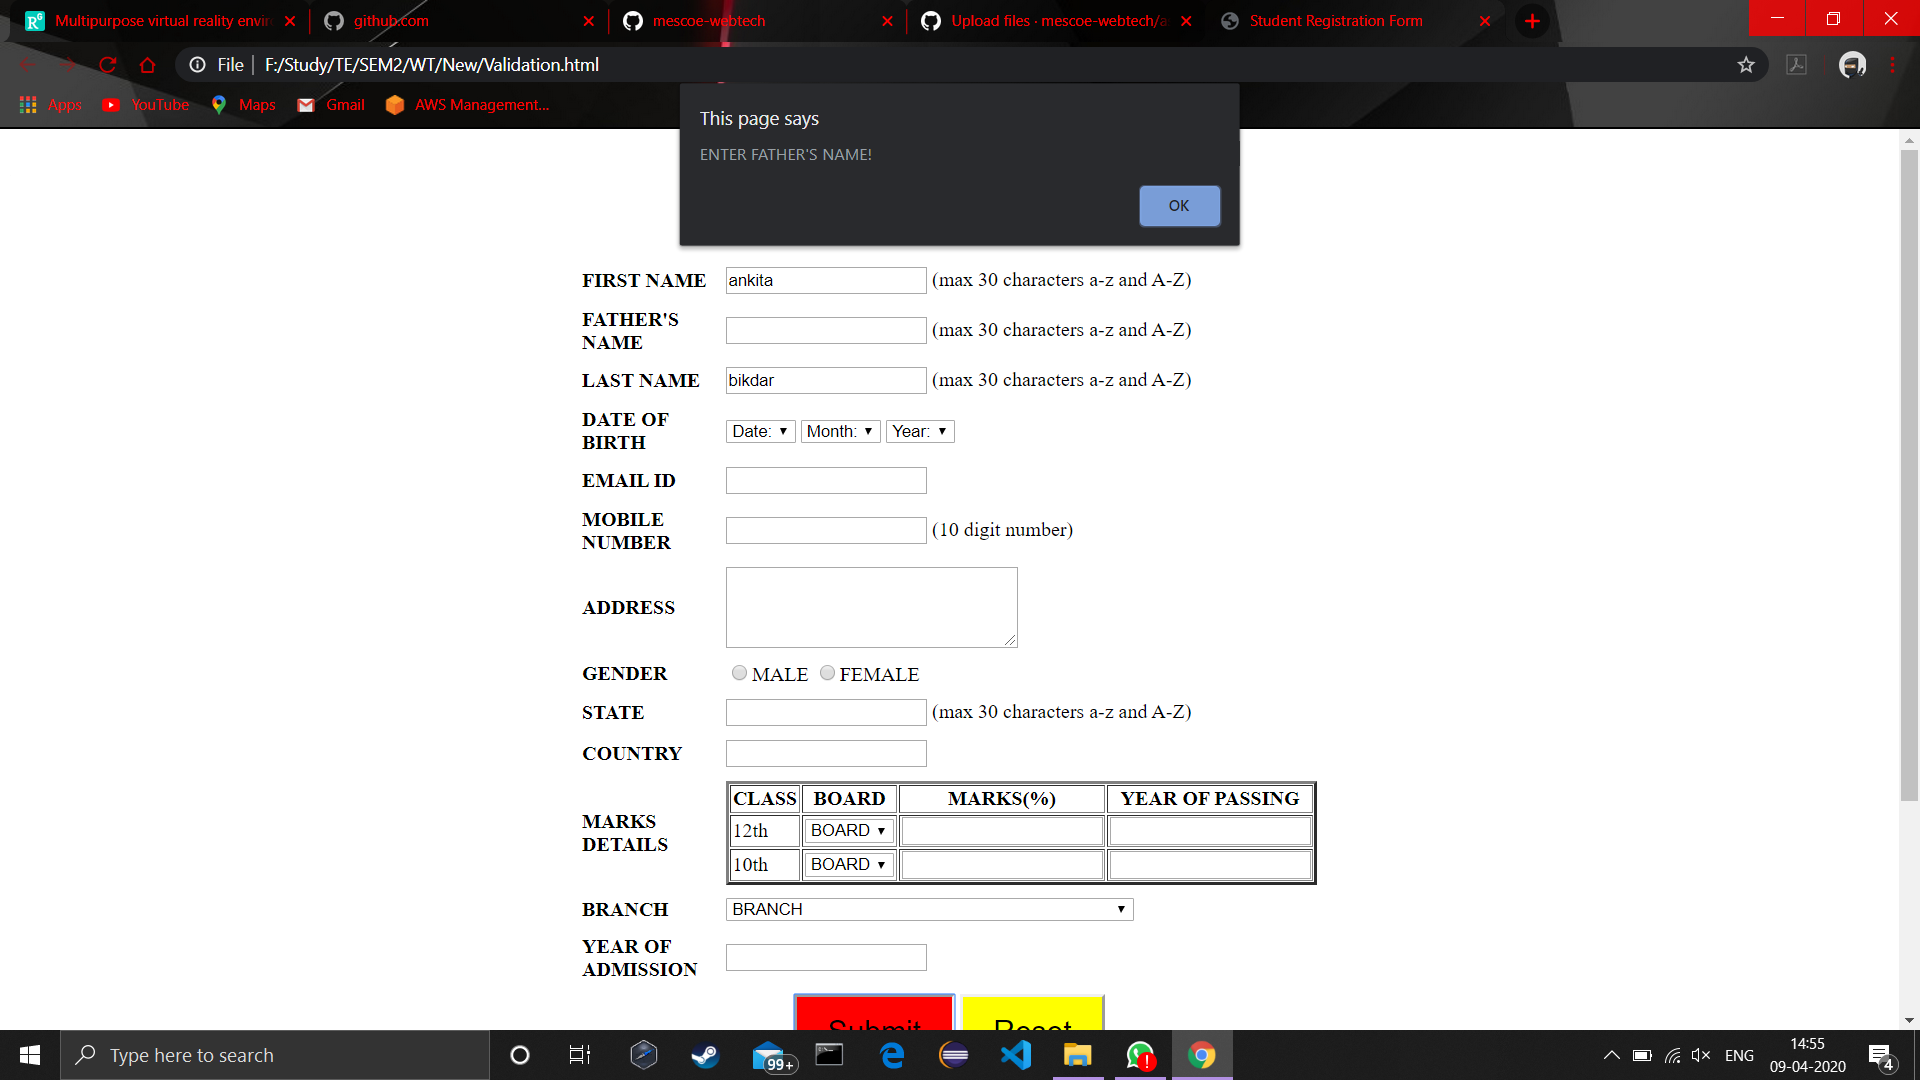 Multipurpose virtual reality envir
github.com
mescoe-webtech
Upload files · mescoe-webtech/as
Student Registration Form
File
F:/Study/TE/SEM2/WT/New/Validation.html
Apps
YouTube
Maps
Gmail
AWS Management...
This page says
ENTER FATHER'S NAME!
OK
FIRST NAME ankita (max 30 characters a-z and A-Z)
FATHER'S
NAME (max 30 characters a-z and A-Z)
LAST NAME bikdar (max 30 characters a-z and A-Z)
DATE OF
BIRTH Date: Month: Year:
EMAIL ID
MOBILE
NUMBER (10 digit number)
ADDRESS
GENDER MALE FEMALE
STATE (max 30 characters a-z and A-Z)
COUNTRY
MARKS
DETAILS
CLASS BOARD MARKS(%) YEAR OF PASSING
12th BOARD
10th BOARD
BRANCH BRANCH
YEAR OF
ADMISSION
Submit Reset
Type here to search
99+
ENG
14:55
09-04-2020
4